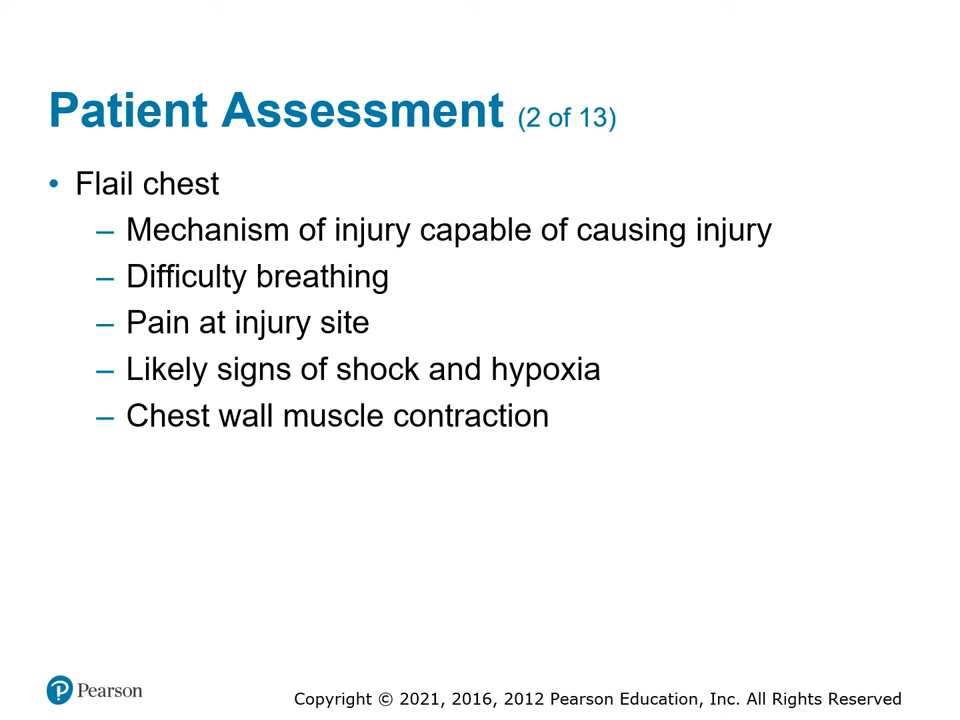 Patient Assessment (2 of 13)
• Flail chest
– Mechanism of injury capable of causing injury
– Difficulty breathing
– Pain at injury site
– Likely signs of shock and hypoxia
– Chest wall muscle contraction
Pearson
Copyright © 2021, 2016, 2012 Pearson Education, Inc. All Rights Reserved